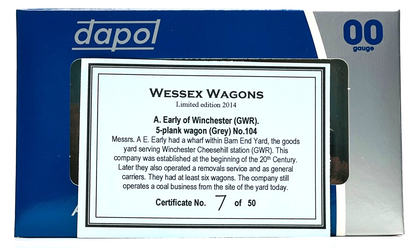 dapol
OO
gauge
WESSEX WAGONS
Limited edition 2014
A. Early of Winchester (GWR).
5-plank wagon (Grey) No.104
Messrs. A E. Early had a wharf within Barn End Yard, the goods
yard serving Winchester Cheesehill station (GWR). This
company was established at the beginning of the 20th Century.
Later they also operated a removals service and as general
carriers. They had at least six wagons. The company still
operates a coal business from the site of the yard today.
Certificate No. 7 of 50